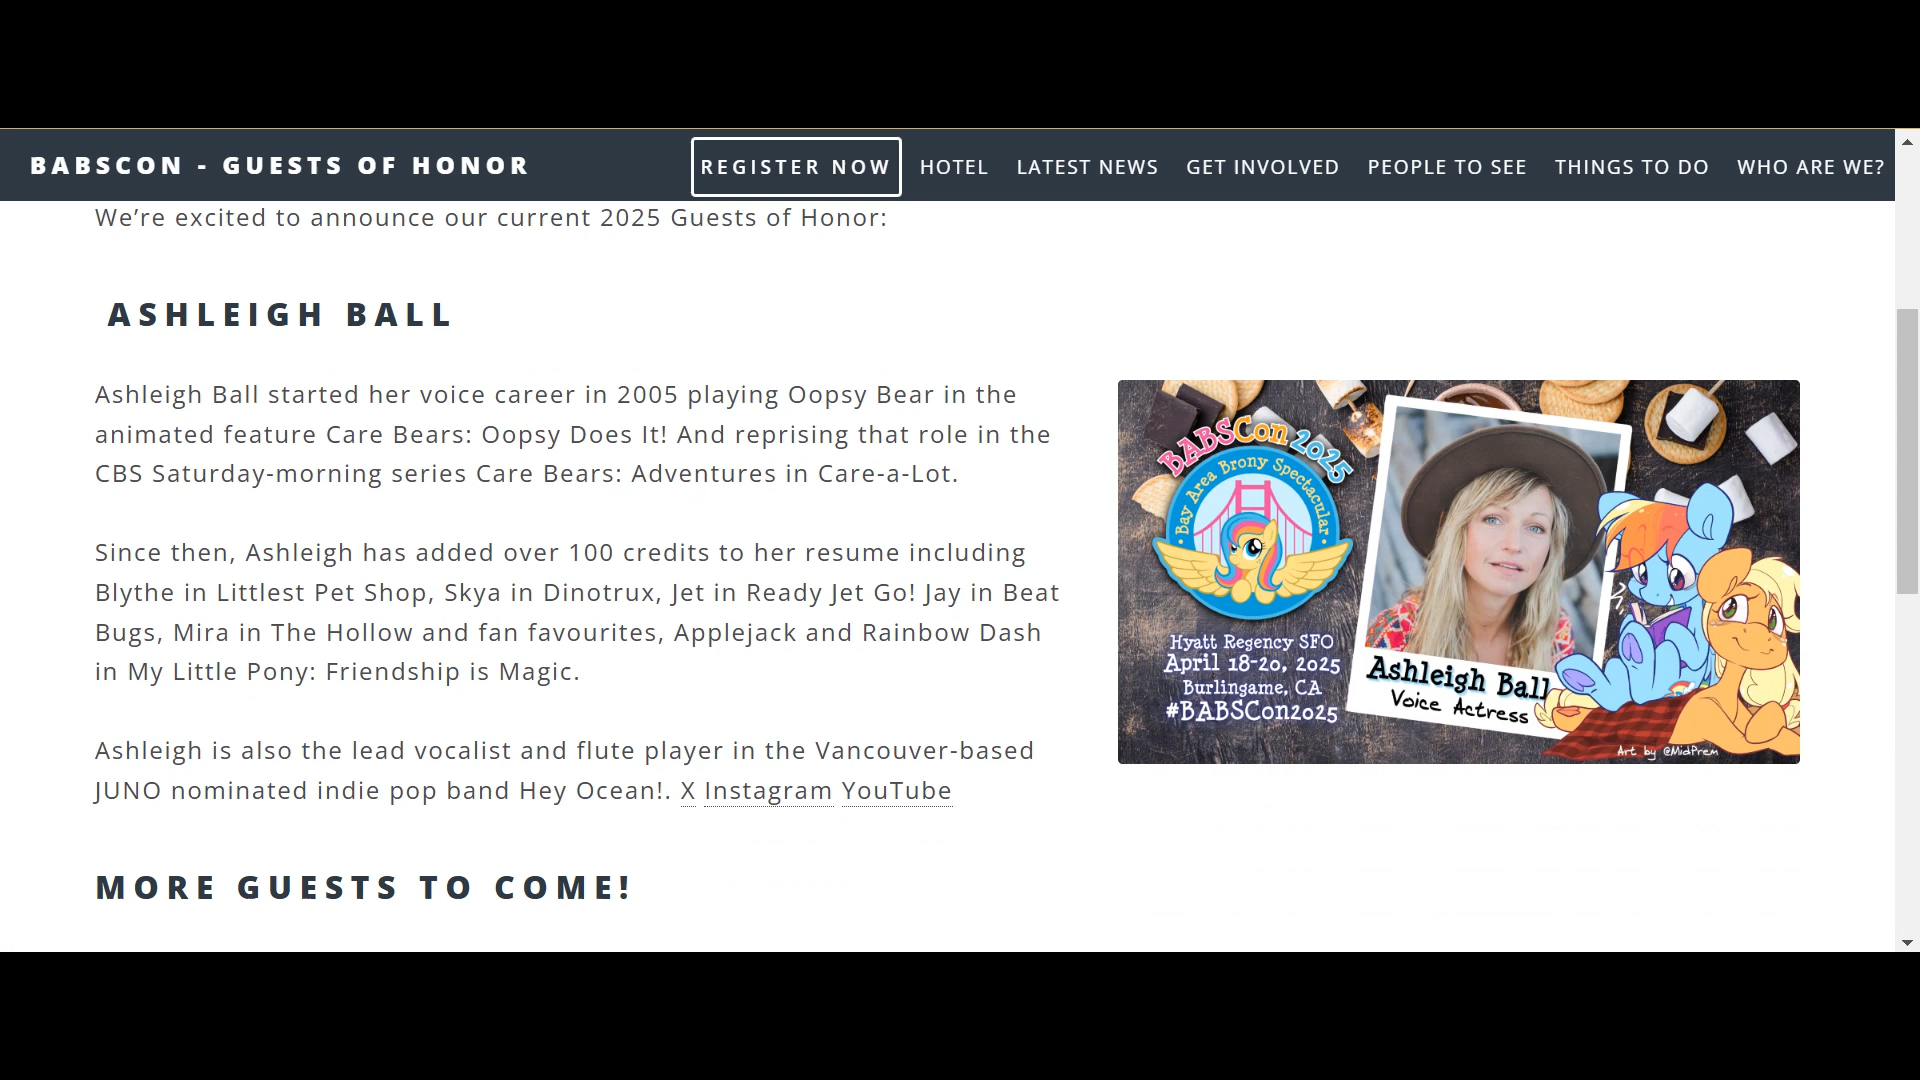 BABSCON - GUESTS OF HONOR
REGISTER NOW
HOTEL
LATEST NEWS
GET INVOLVED
PEOPLE TO SEE
THINGS TO DO
WHO ARE WE?
We’re excited to announce our current 2025 Guests of Honor:
ASHLEIGH BALL
Ashleigh Ball started her voice career in 2005 playing Oopsy Bear in the
animated feature Care Bears: Oopsy Does It! And reprising that role in the
CBS Saturday-morning series Care Bears: Adventures in Care-a-Lot.
Since then, Ashleigh has added over 100 credits to her resume including
Blythe in Littlest Pet Shop, Skya in Dinotrux, Jet in Ready Jet Go! Jay in Beat
Bugs, Mira in The Hollow and fan favourites, Applejack and Rainbow Dash
in My Little Pony: Friendship is Magic.
Ashleigh is also the lead vocalist and flute player in the Vancouver-based
JUNO nominated indie pop band Hey Ocean!. X Instagram YouTube
BABSCon 2025
Bay Area Brony Spectacular
Hyatt Regency SFO
April 18-20, 2025
Burlingame, CA
#BABSCon2025
Ashleigh Ball
Voice Actress
Art by @MidPrem
MORE GUESTS TO COME!